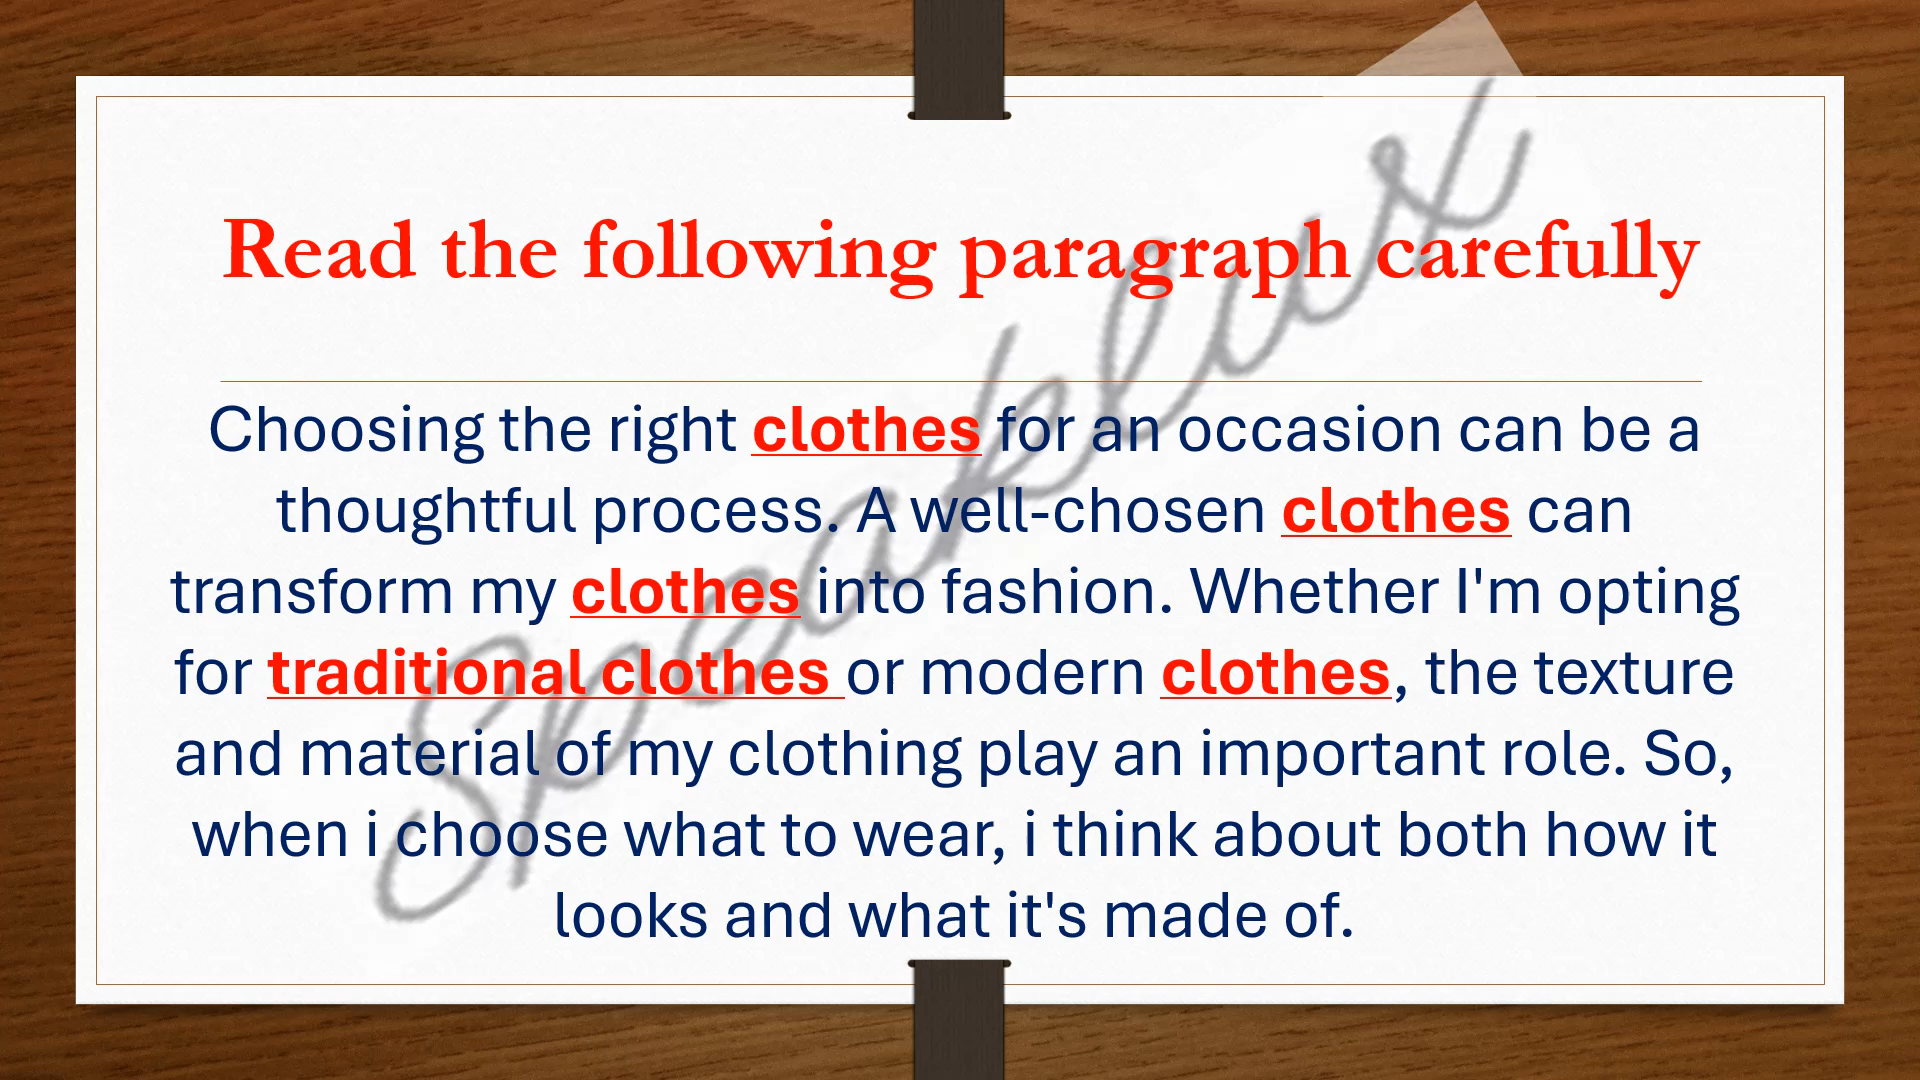 Read the following paragraph carefully
Choosing the right clothes for an occasion can be a
thoughtful process. A well-chosen clothes can
transform my clothes into fashion. Whether I'm opting
for traditional clothes or modern clothes, the texture
and material of my clothing play an important role. So,
when i choose what to wear, i think about both how it
looks and what it's made of.
Speaklux